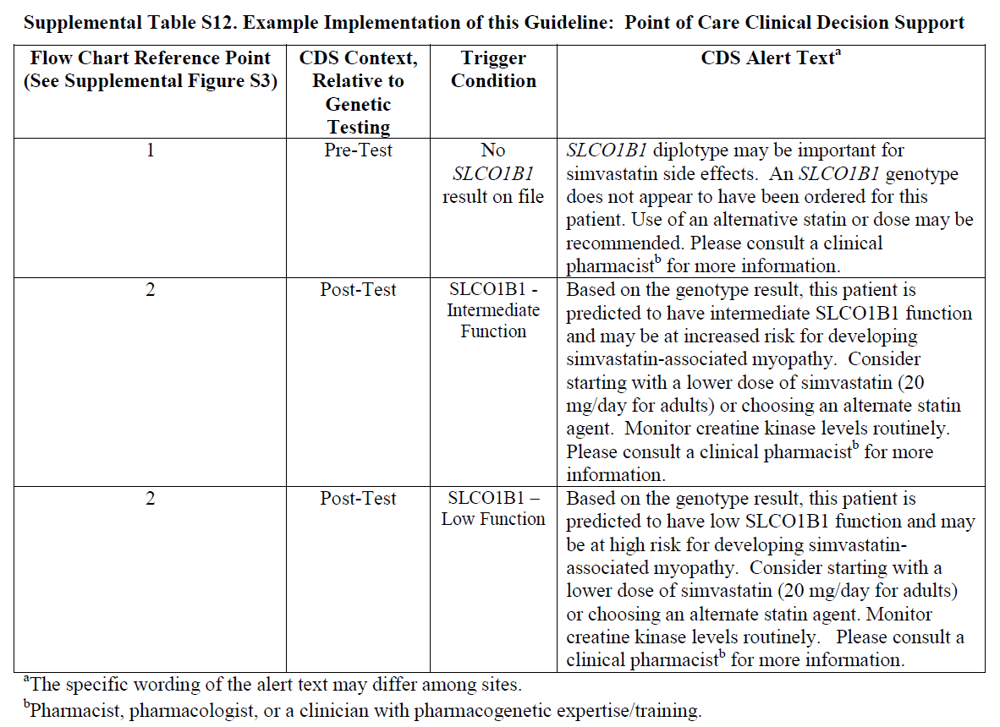 Supplemental Table S12. Example Implementation of this Guideline:  Point of Care Clinical Decision Support
Flow Chart Reference Point
(See Supplemental Figure S3)
CDS Context,
Relative to
Genetic
Testing
Trigger
Condition
CDS Alert Textᵃ
1
Pre-Test
No
SLCO1B1
result on file
SLCO1B1 diplotype may be important for
simvastatin side effects.  An SLCO1B1 genotype
does not appear to have been ordered for this
patient. Use of an alternative statin or dose may be
recommended. Please consult a clinical
pharmacistᵇ for more information.
2
Post-Test
SLCO1B1 -
Intermediate
Function
Based on the genotype result, this patient is
predicted to have intermediate SLCO1B1 function
and may be at increased risk for developing
simvastatin-associated myopathy.  Consider
starting with a lower dose of simvastatin (20
mg/day for adults) or choosing an alternate statin
agent.  Monitor creatine kinase levels routinely.
Please consult a clinical pharmacistᵇ for more
information.
2
Post-Test
SLCO1B1 –
Low Function
Based on the genotype result, this patient is
predicted to have low SLCO1B1 function and may
be at high risk for developing simvastatin-
associated myopathy.  Consider starting with a
lower dose of simvastatin (20 mg/day for adults)
or choosing an alternate statin agent. Monitor
creatine kinase levels routinely.   Please consult a
clinical pharmacistᵇ for more information.
ᵃThe specific wording of the alert text may differ among sites.
ᵇPharmacist, pharmacologist, or a clinician with pharmacogenetic expertise/training.